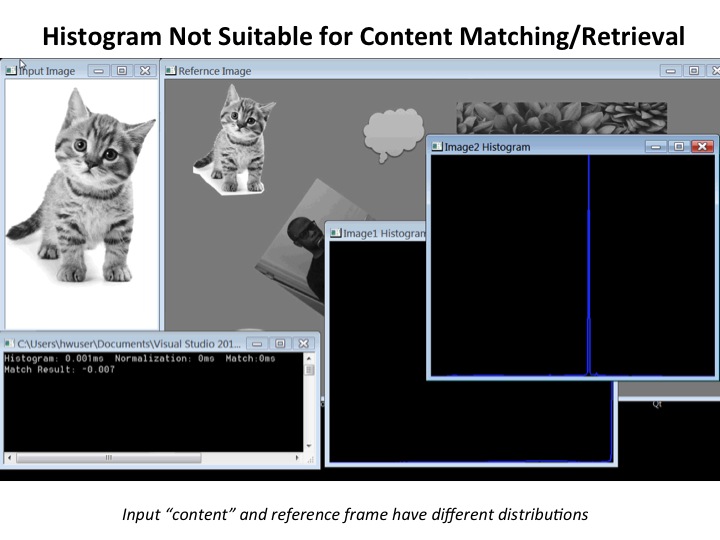 Histogram Not Suitable for Content Matching/Retrieval
Input Image
Refernce Image
Image2 Histogram
Image1 Histogram
C:\Users\hwuser\Documents\Visual Studio 201...
Histogram: 0.001ms Normalization: 0ms Match:0ms
Match Result: -0.007
Qt
Input “content” and reference frame have different distributions